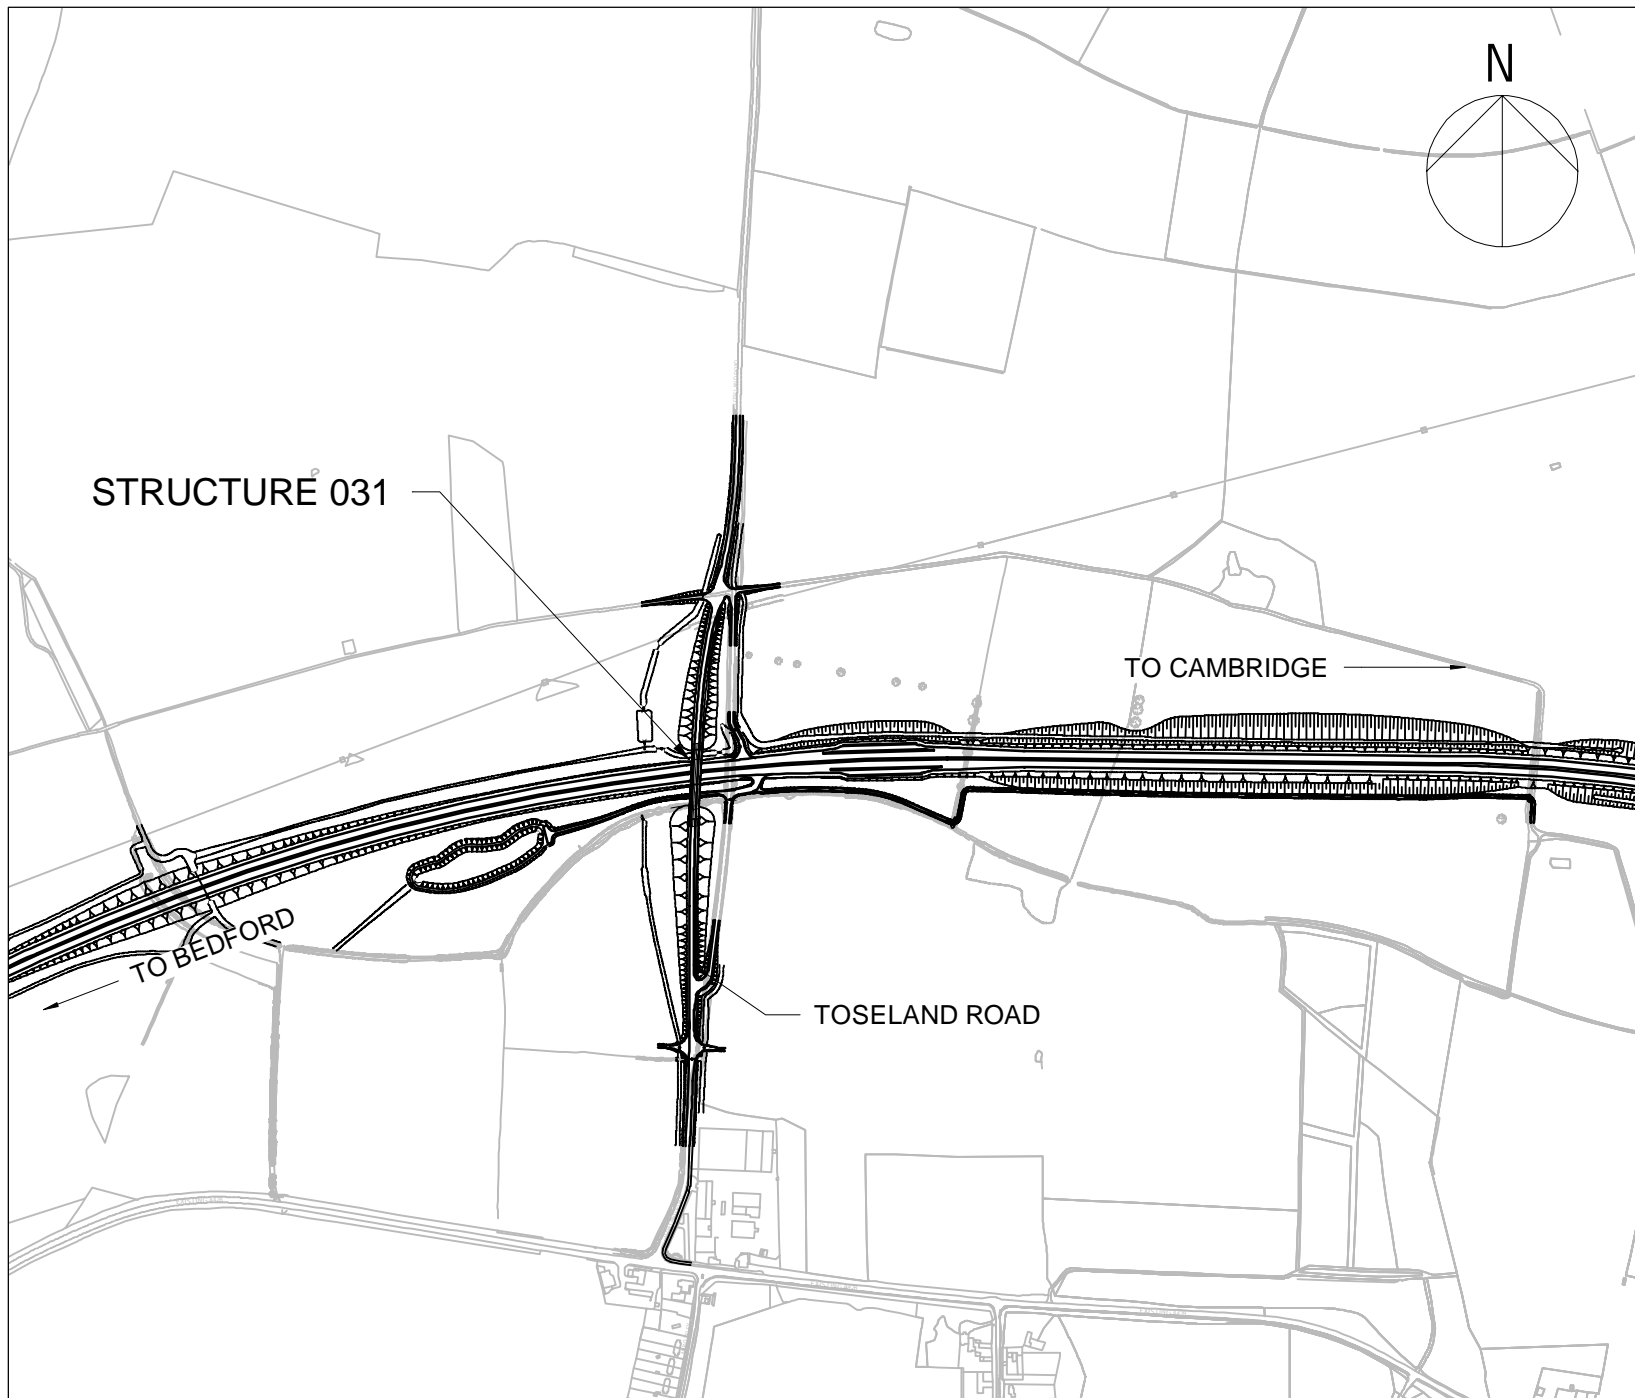 N
STRUCTURE 031
TO CAMBRIDGE
TO BEDFORD
TOSELAND ROAD